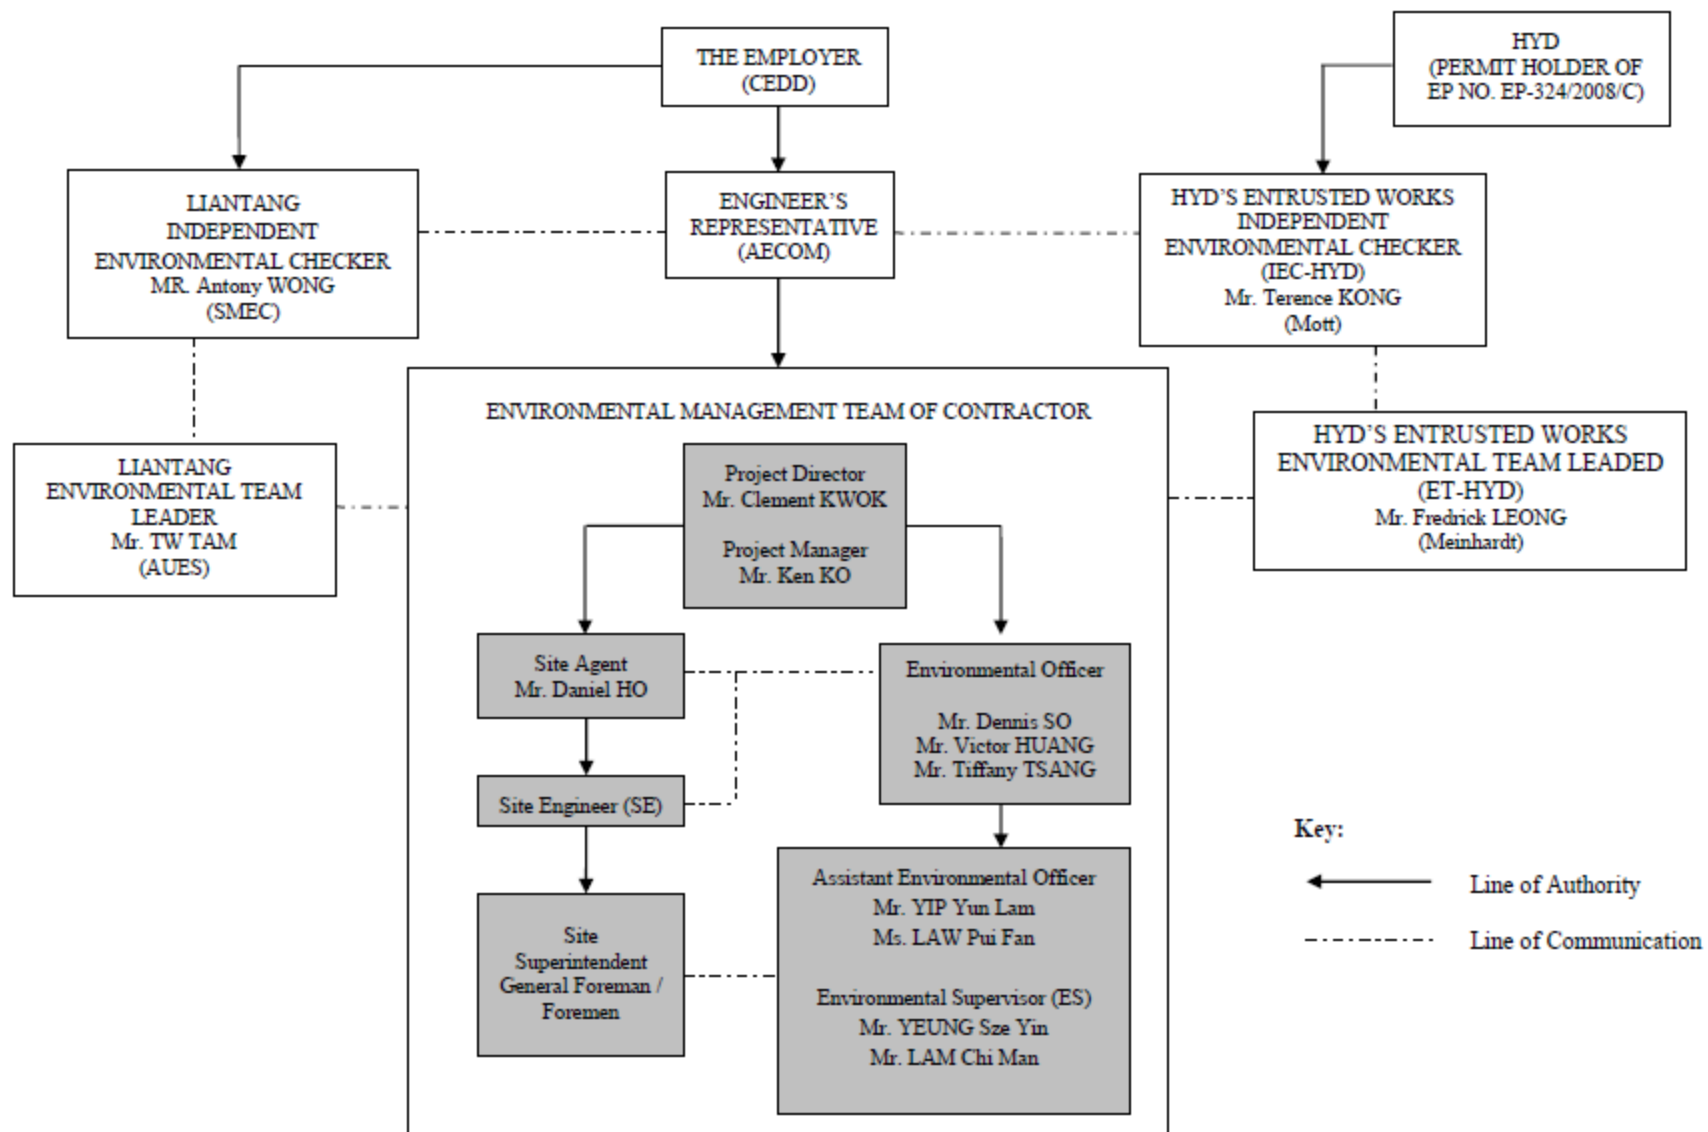 THE EMPLOYER
(CEDD)
HYD
(PERMIT HOLDER OF
EP NO. EP-324/2008/C)
LIANTANG
INDEPENDENT
ENVIRONMENTAL CHECKER
MR. Antony WONG
(SMEC)
ENGINEER'S
REPRESENTATIVE
(AECOM)
HYD'S ENTRUSTED WORKS
INDEPENDENT
ENVIRONMENTAL CHECKER
(IEC-HYD)
Mr. Terence KONG
(Mott)
LIANTANG
ENVIRONMENTAL TEAM
LEADER
Mr. TW TAM
(AUES)
ENVIRONMENTAL MANAGEMENT TEAM OF CONTRACTOR
HYD'S ENTRUSTED WORKS
ENVIRONMENTAL TEAM LEADED
(ET-HYD)
Mr. Fredrick LEONG
(Meinhardt)
Project Director
Mr. Clement KWOK
Project Manager
Mr. Ken KO
Site Agent
Mr. Daniel HO
Environmental Officer
Mr. Dennis SO
Mr. Victor HUANG
Mr. Tiffany TSANG
Site Engineer (SE)
Site
Superintendent
General Foreman /
Foremen
Assistant Environmental Officer
Mr. YIP Yun Lam
Ms. LAW Pui Fan
Environmental Supervisor (ES)
Mr. YEUNG Sze Yin
Mr. LAM Chi Man
Key:
Line of Authority
Line of Communication